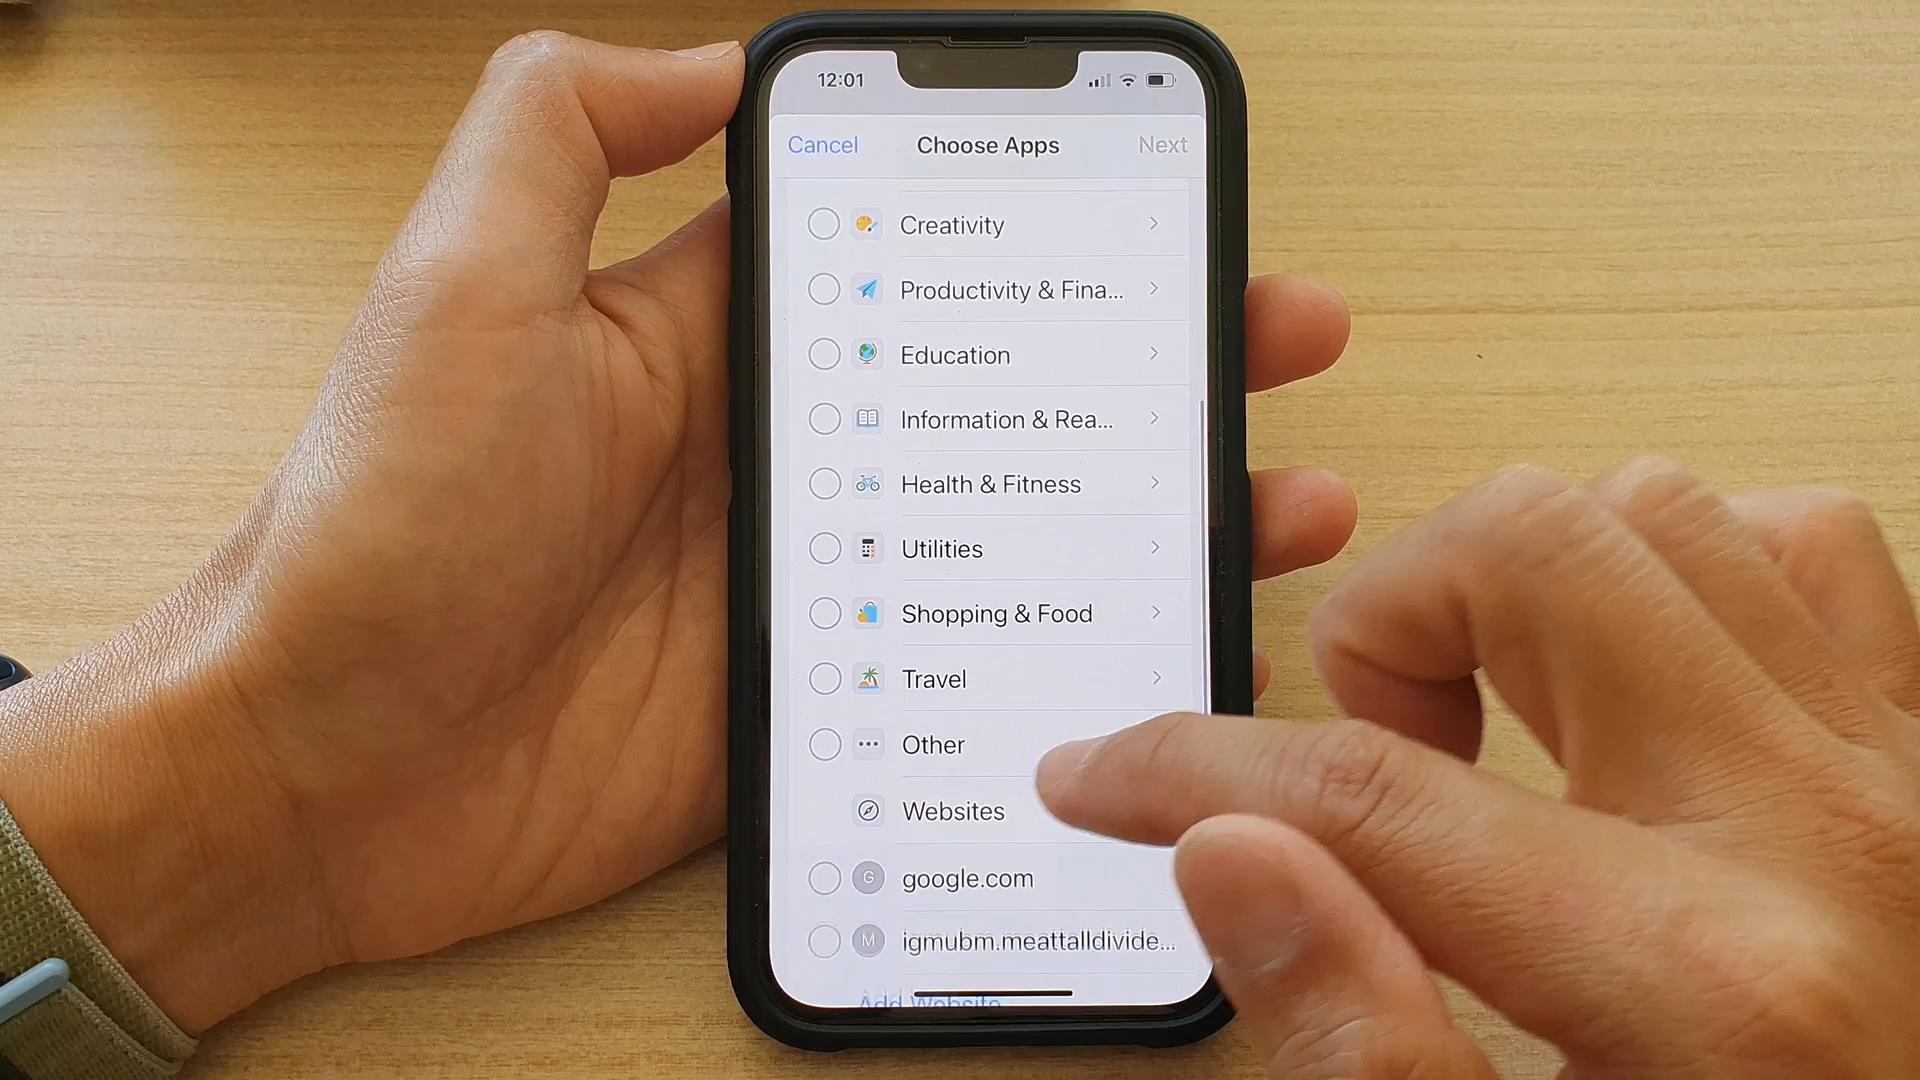 12:01
Cancel Choose Apps Next
Creativity
Productivity & Fina...
Education
Information & Rea...
Health & Fitness
Utilities
Shopping & Food
Travel
Other
Websites
G google.com
M igmubm.meattalldivide...
Add Website